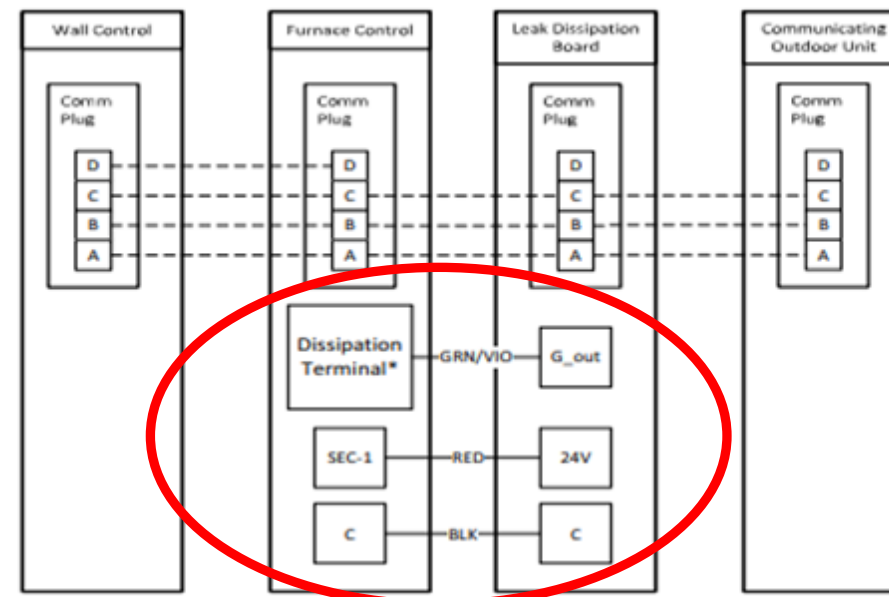 Wall Control
Furnace Control
Leak Dissipation
Board
Communicating
Outdoor Unit
Comm
Plug
D
C
B
A
Comm
Plug
D
C
B
A
Comm
Plug
D
C
B
A
Comm
Plug
D
C
B
A
Dissipation
Terminal*
GRN/VIO
G_out
SEC-1
RED
24V
C
BLK
C